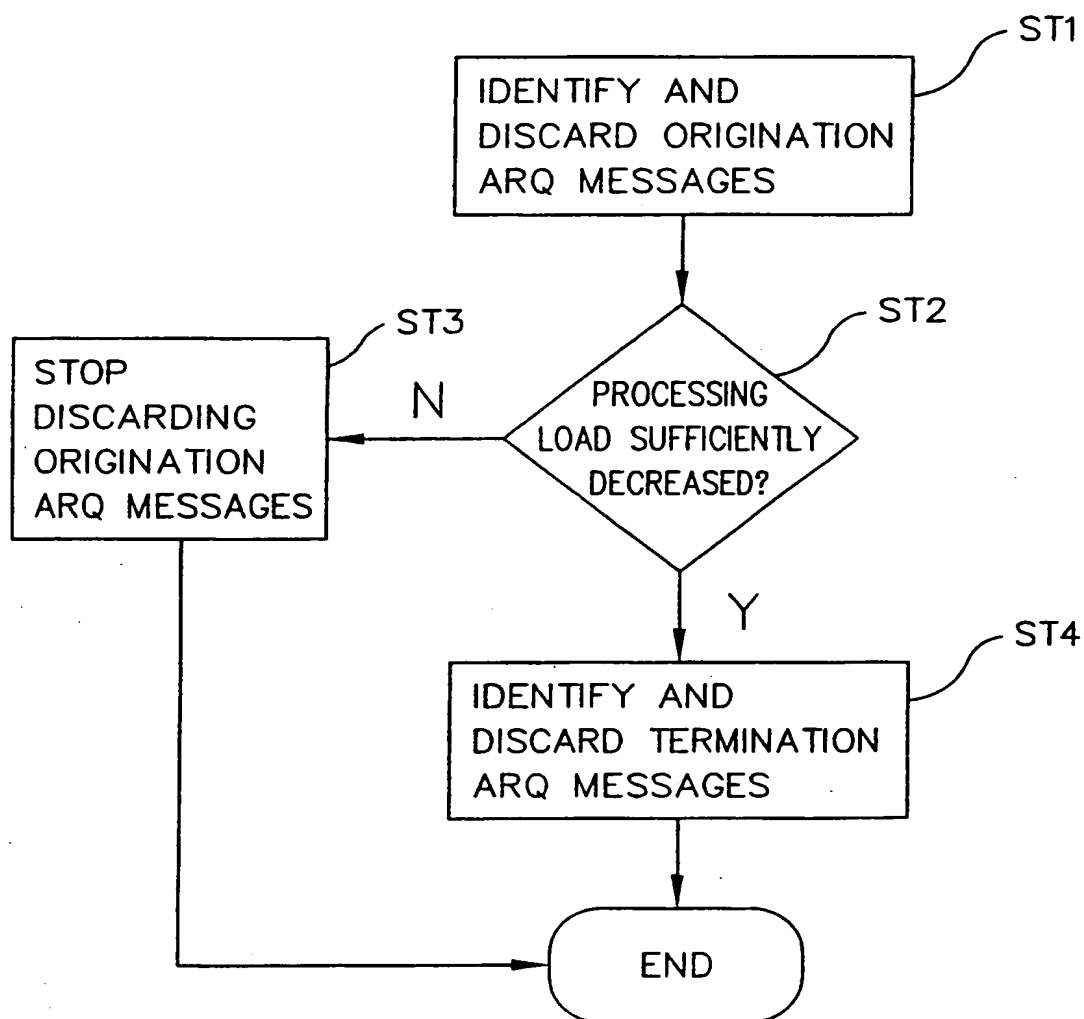 ST1
IDENTIFY AND
DISCARD ORIGINATION
ARQ MESSAGES
ST2
PROCESSING
LOAD SUFFICIENTLY
DECREASED?
N
ST3
STOP
DISCARDING
ORIGINATION
ARQ MESSAGES
Y
ST4
IDENTIFY AND
DISCARD TERMINATION
ARQ MESSAGES
END